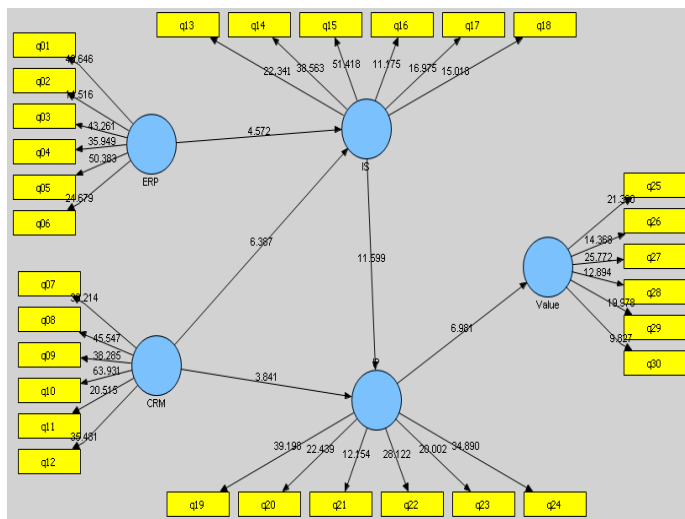 q13
q14
q15
q16
q17
q18
22.341
38.563
51.418
11.175
16.975
15.018
q01
q02
q03
q04
q05
q06
43.261
35.949
50.383
ERP
4.572
IS
11.599
q07
q08
q09
q10
q11
q12
45.547
38.285
63.931
20.515
CRM
3.841
6.981
Value
q25
q26
q27
q28
q29
q30
14.368
25.772
12.894
19.978
9.827
39.198
22.439
12.154
28.122
20.002
34.890
q19
q20
q21
q22
q23
q24